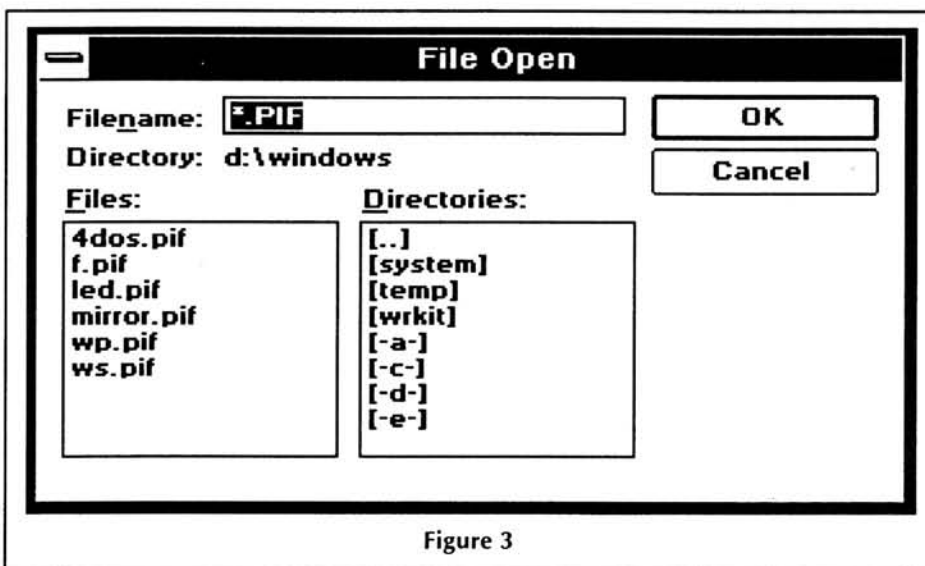 File Open
Filename: *.PIF
OK
Directory: d:\windows
Cancel
Files:
4dos.pif
f.pif
led.pif
mirror.pif
wp.pif
ws.pif
Directories:
[..]
[system]
[temp]
[wrkit]
[-a-]
[-c-]
[-d-]
[-e-]
Figure 3